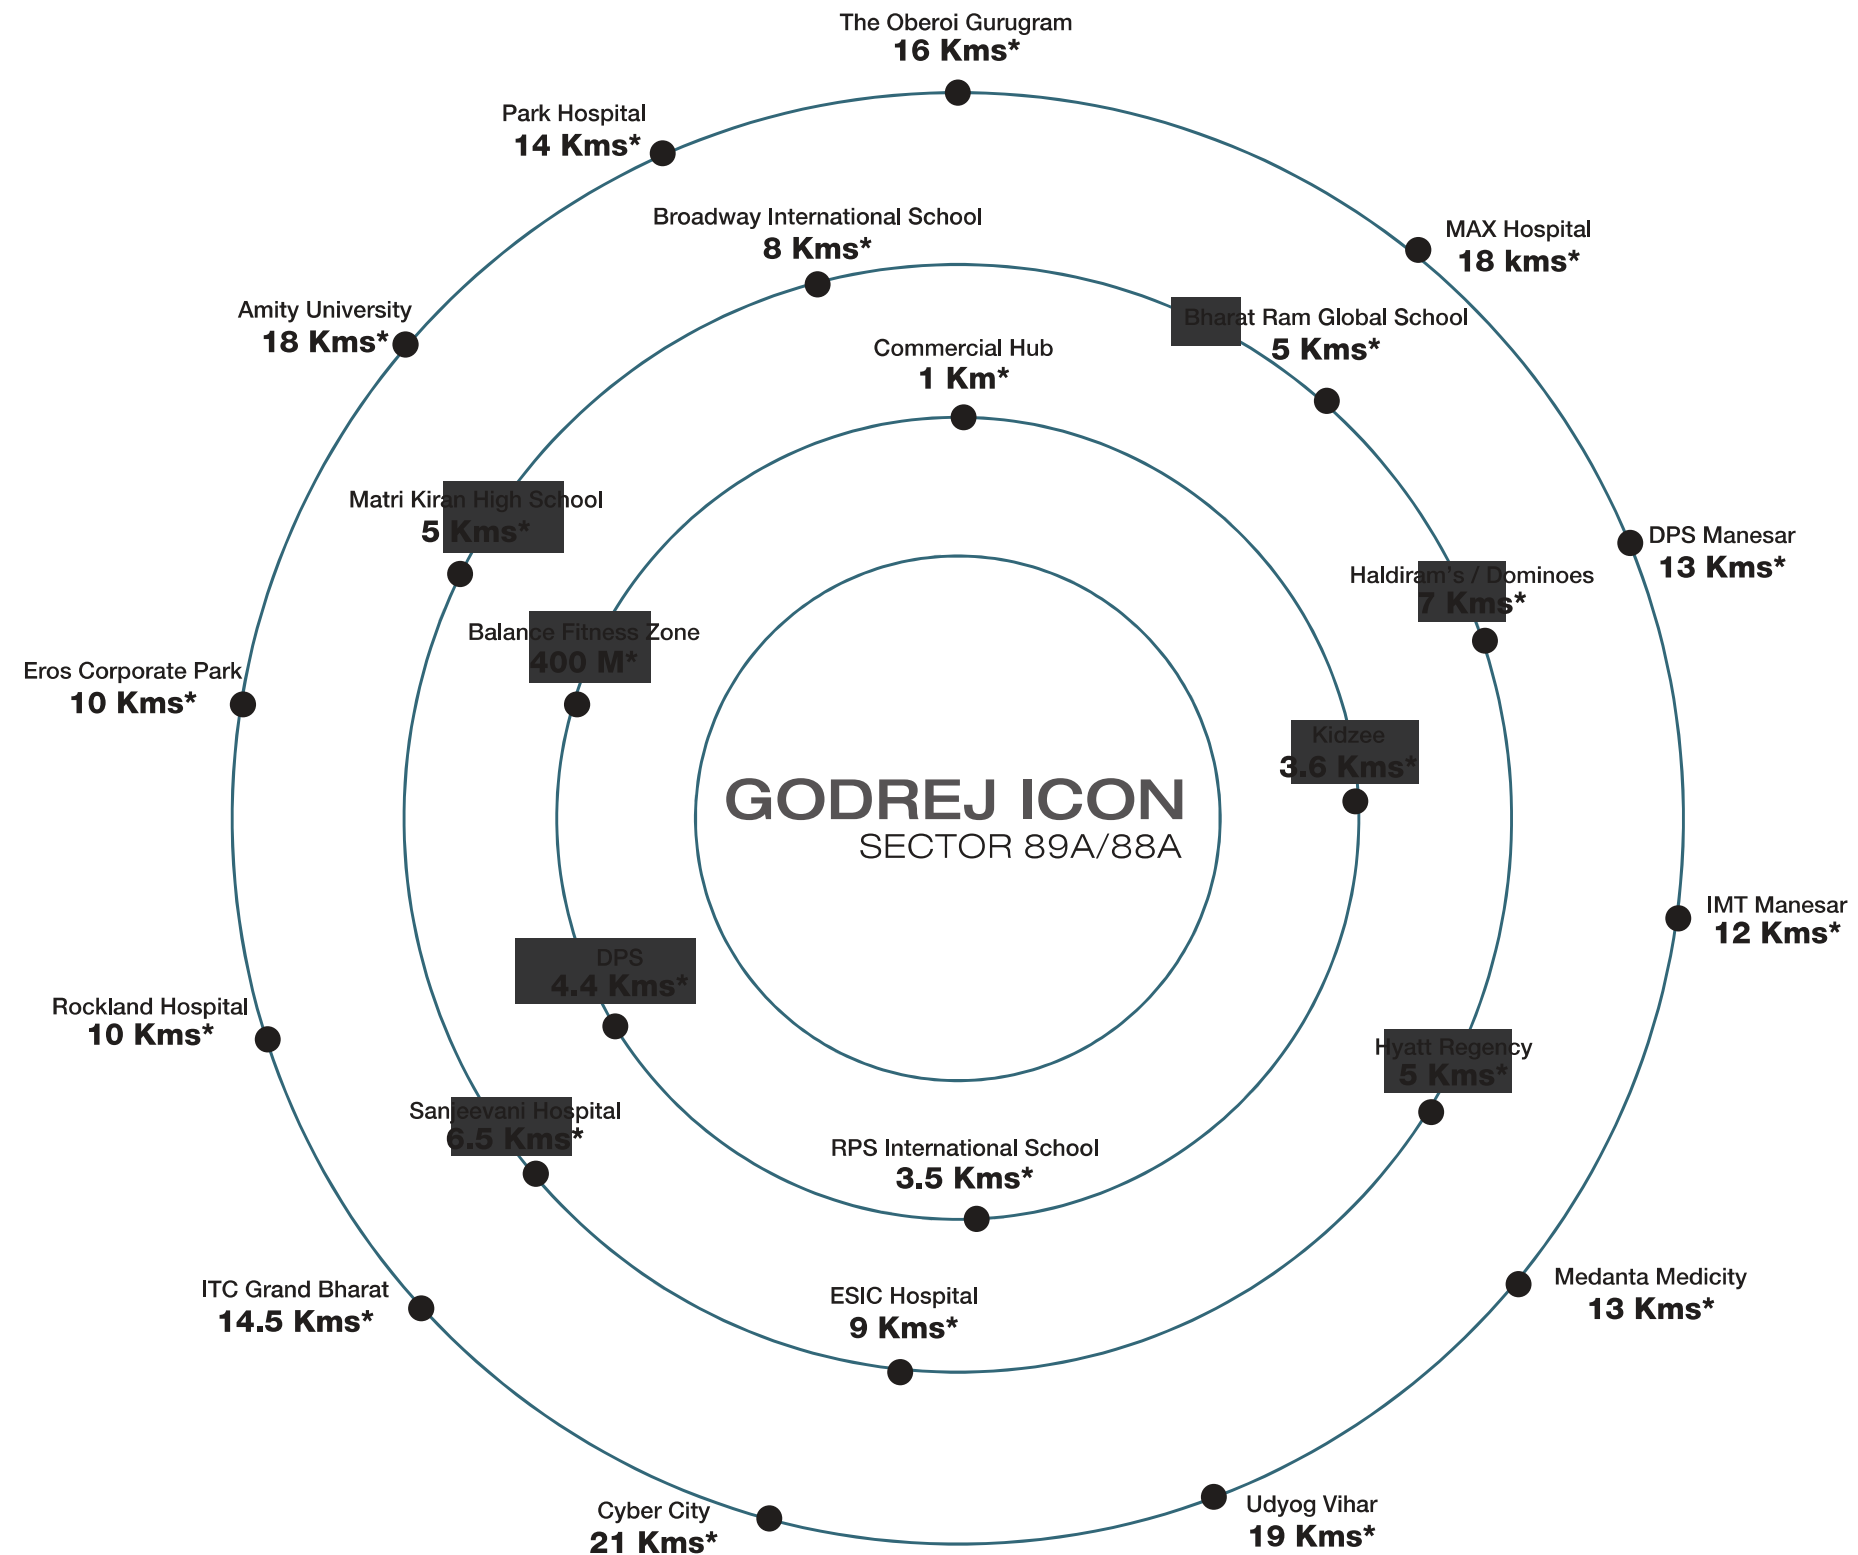 The Oberoi Gurugram
16 Kms*
Park Hospital
14 Kms*
Broadway International School
8 Kms*
MAX Hospital
18 kms*
Amity University
18 Kms*
Bharat Ram Global School
5 Kms*
Commercial Hub
1 Km*
Matri Kiran High School
5 Kms*
DPS Manesar
13 Kms*
Haldiram's / Dominoes
7 Kms*
Balance Fitness Zone
400 M*
Eros Corporate Park
10 Kms*
Kidzee
3.6 Kms*
GODREJ ICON
SECTOR 89A/88A
IMT Manesar
12 Kms*
DPS
4.4 Kms*
Rockland Hospital
10 Kms*
Hyatt Regency
5 Kms*
Sanjeevani Hospital
6.5 Kms*
RPS International School
3.5 Kms*
ITC Grand Bharat
14.5 Kms*
ESIC Hospital
9 Kms*
Medanta Medicity
13 Kms*
Cyber City
21 Kms*
Udyog Vihar
19 Kms*